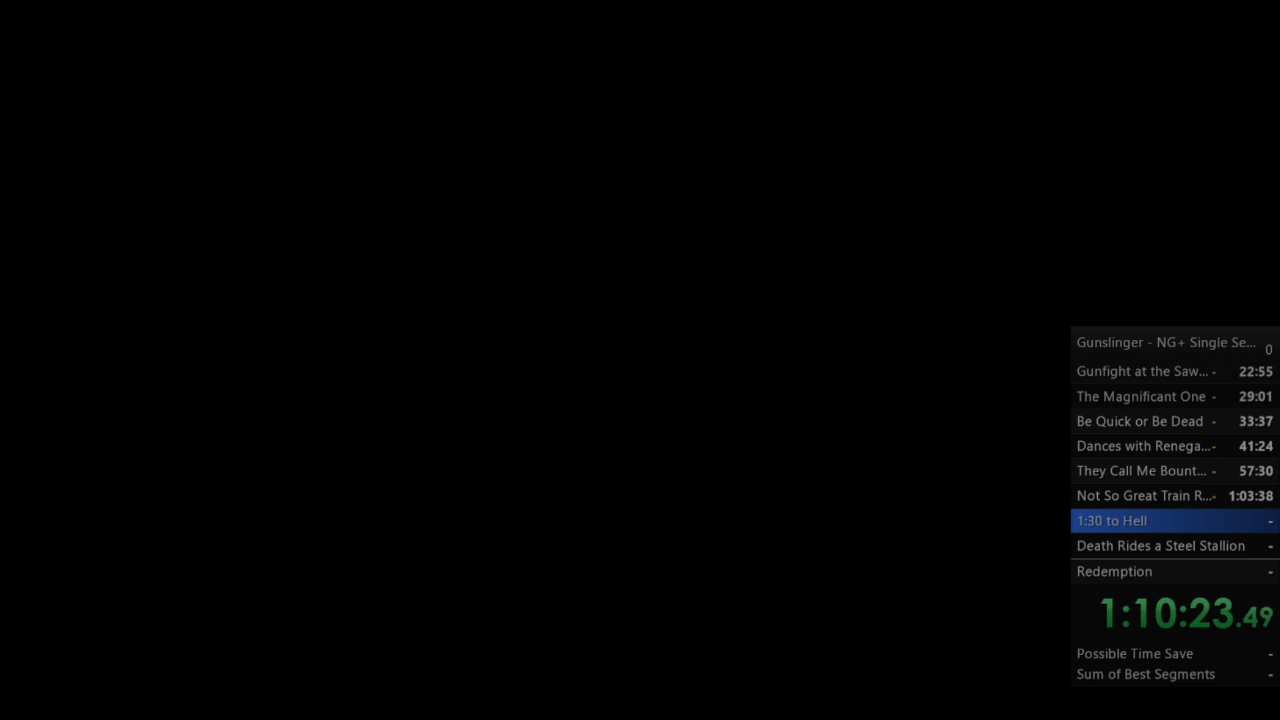 Gunslinger - NG+ Single Se... 0
Gunfight at the Saw... - 22:55
The Magnificant One - 29:01
Be Quick or Be Dead - 33:37
Dances with Renega... - 41:24
They Call Me Bount... - 57:30
Not So Great Train R... - 1:03:38
1:30 to Hell -
Death Rides a Steel Stallion -
Redemption -
1:10:23.49
Possible Time Save -
Sum of Best Segments -